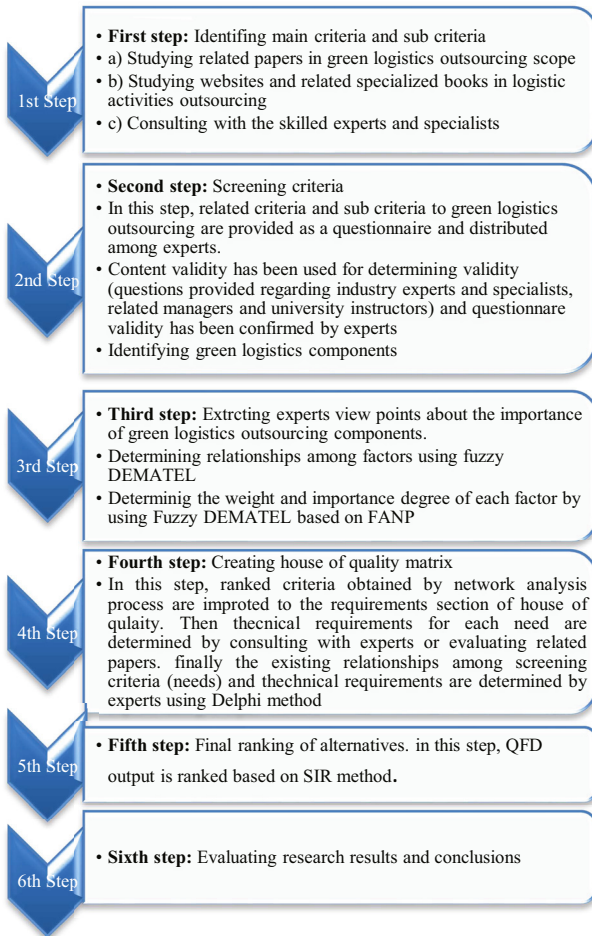 1st Step
• First step: Identifing main criteria and sub criteria
• a) Studying related papers in green logistics outsourcing scope
• b) Studying websites and related specialized books in logistic
activities outsourcing
• c) Consulting with the skilled experts and specialists
2nd Step
• Second step: Screening criteria
• In this step, related criteria and sub criteria to green logistics
outsourcing are provided as a questionnaire and distributed
among experts.
• Content validity has been used for determining validity
(questions provided regarding industry experts and specialists,
related managers and university instructors) and questionnare
validity has been confirmed by experts
• Identifying green logistics components
3rd Step
• Third step: Extrcting experts view points about the importance
of green logistics outsourcing components.
• Determining relationships among factors using fuzzy
DEMATEL
• Determinig the weight and importance degree of each factor by
using Fuzzy DEMATEL based on FANP
4th Step
• Fourth step: Creating house of quality matrix
• In this step, ranked criteria obtained by network analysis
process are improted to the requirements section of house of
qulaity. Then thecnical requirements for each need are
determined by consulting with experts or evaluating related
papers. finally the existing relationships among screening
criteria (needs) and thechnical requirements are determined by
experts using Delphi method
5th Step
• Fifth step: Final ranking of alternatives. in this step, QFD
output is ranked based on SIR method.
6th Step
• Sixth step: Evaluating research results and conclusions